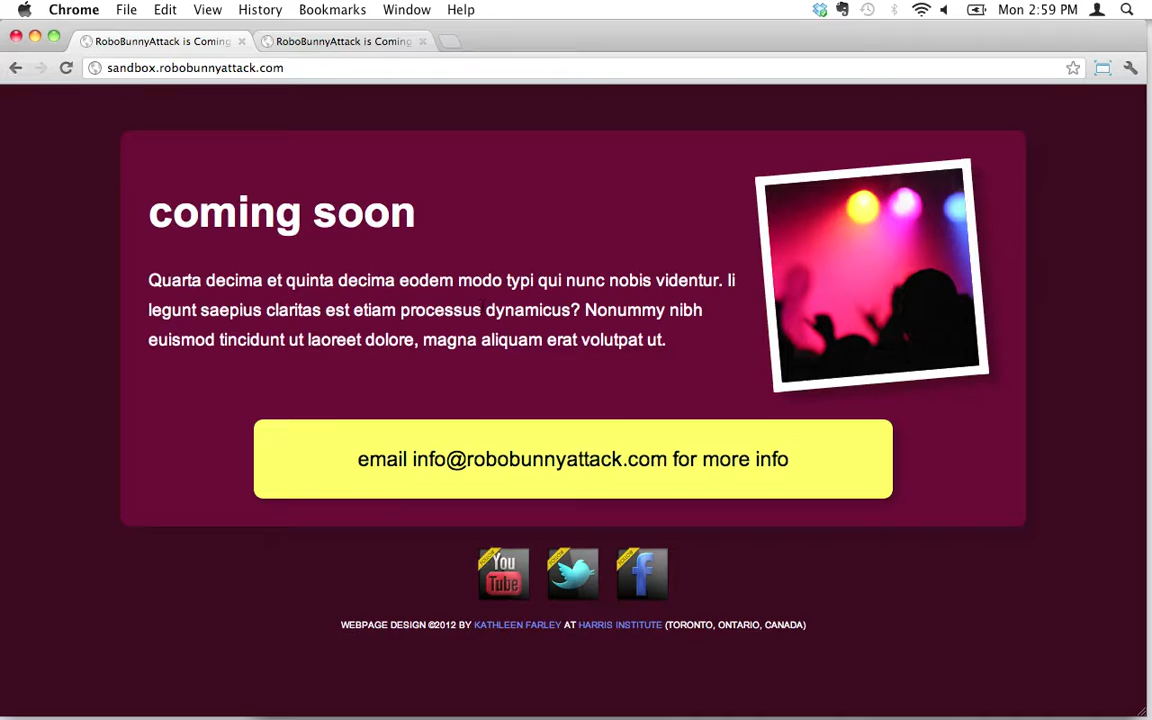 Chrome File Edit View History Bookmarks Window Help Mon 2:59 PM
RoboBunnyAttack is Coming RoboBunnyAttack is Coming
sandbox.robobunnyattack.com
coming soon
Quarta decima et quinta decima eodem modo typi qui nunc nobis videntur. Ii
legunt saepius claritas est etiam processus dynamicus? Nonummy nibh
euismod tincidunt ut laoreet dolore, magna aliquam erat volutpat ut.
email info@robobunnyattack.com for more info
You
Tube
WEBPAGE DESIGN ©2012 BY KATHLEEN FARLEY AT HARRIS INSTITUTE (TORONTO, ONTARIO, CANADA)